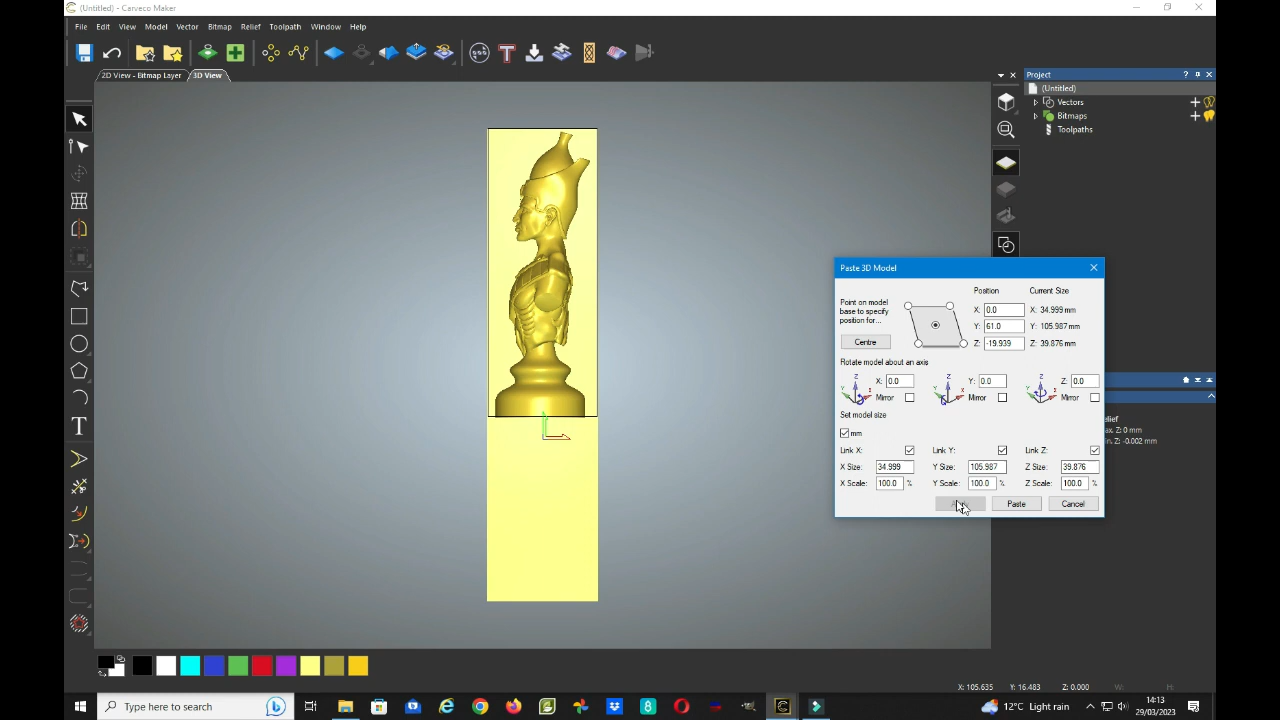 (Untitled) - Carveco Maker
File Edit View Model Vector Bitmap Relief Toolpath Window Help
2D View - Bitmap Layer 3D View
Project
(Untitled)
Vectors
Bitmaps
Toolpaths
Paste 3D Model
Point on model
base to specify
position for...
Centre
Position Current Size
X: 0.0 X: 34.999 mm
Y: 61.0 Y: 105.987 mm
Z: -19.939 Z: 39.876 mm
Rotate model about an axis
X: 0.0 Y: 0.0 Z: 0.0
Mirror Mirror Mirror
Set model size
mm
Link X: Link Y: Link Z:
X Size: 34.999 Y Size: 105.987 Z Size: 39.876
X Scale: 100.0 % Y Scale: 100.0 % Z Scale: 100.0 %
Paste Cancel
Z: 0 mm
Z: -0.002 mm
X: 105.635 Y: 16.483 Z: 0.000 W: H:
Type here to search
12°C Light rain
14:13
29/03/2023